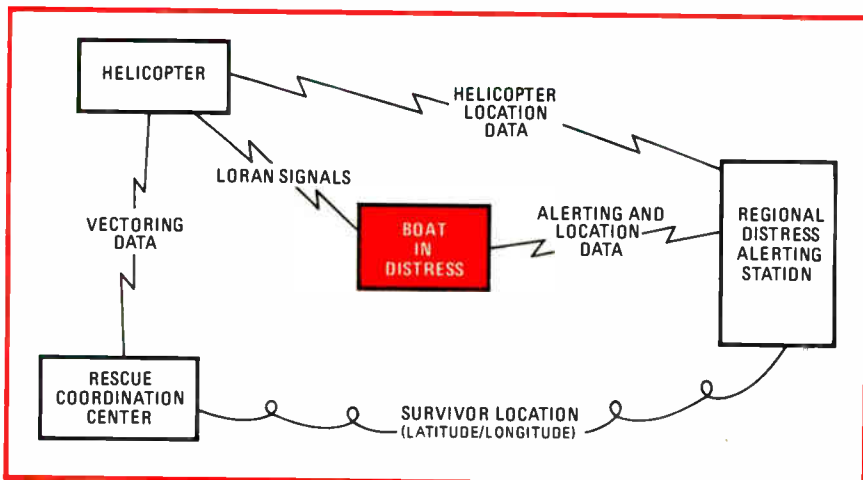 HELICOPTER
HELICOPTER
LOCATION
DATA
LORAN SIGNALS
VECTORING
DATA
BOAT
IN
DISTRESS
ALERTING AND
LOCATION
DATA
REGIONAL
DISTRESS
ALERTING
STATION
RESCUE
COORDINATION
CENTER
SURVIVOR LOCATION
(LATITUDE/LONGITUDE)